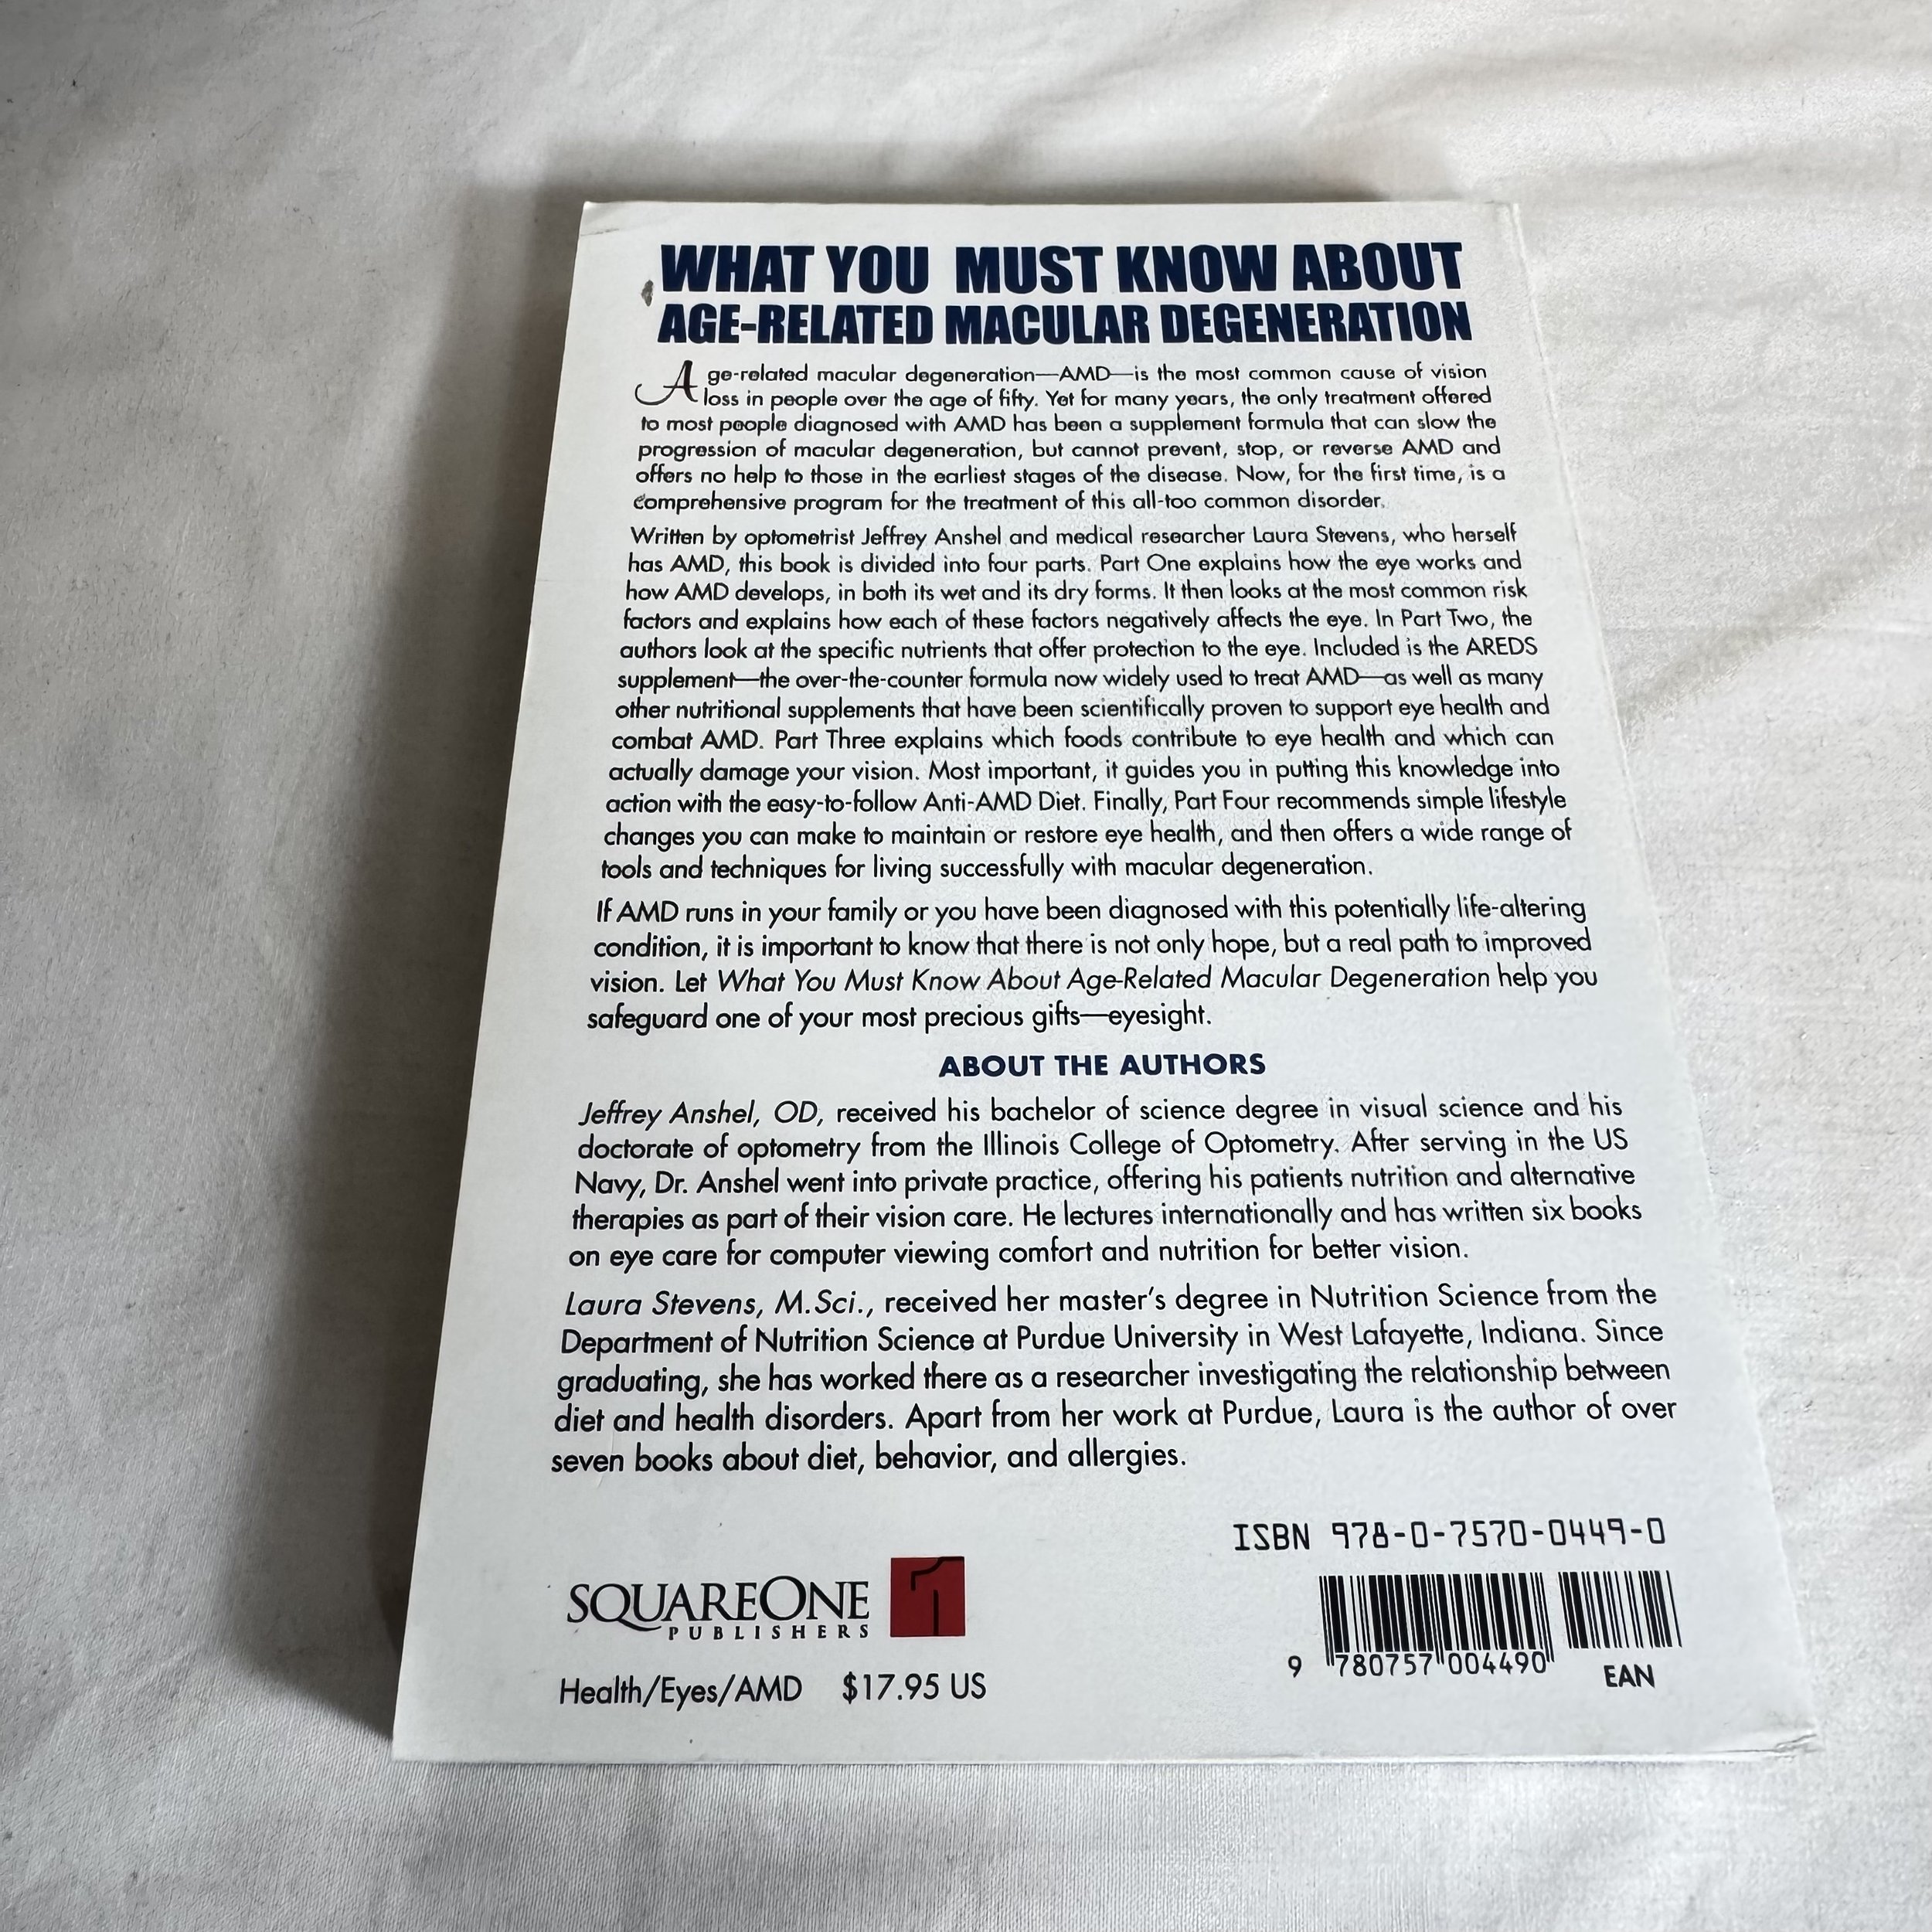 WHAT YOU MUST KNOW ABOUT
AGE-RELATED MACULAR DEGENERATION
Age-related macular degeneration—AMD—is the most common cause of vision
loss in people over the age of fifty. Yet for many years, the only treatment offered
to most people diagnosed with AMD has been a supplement formula that can slow the
progression of macular degeneration, but cannot prevent, stop, or reverse AMD and
offers no help to those in the earliest stages of the disease. Now, for the first time, is a
comprehensive program for the treatment of this all-too common disorder.
Written by optometrist Jeffrey Anshel and medical researcher Laura Stevens, who herself
has AMD, this book is divided into four parts. Part One explains how the eye works and
how AMD develops, in both its wet and its dry forms. It then looks at the most common risk
factors and explains how each of these factors negatively affects the eye. In Part Two, the
authors look at the specific nutrients that offer protection to the eye. Included is the AREDS
supplement—the over-the-counter formula now widely used to treat AMD—as well as many
other nutritional supplements that have been scientifically proven to support eye health and
combat AMD. Part Three explains which foods contribute to eye health and which can
actually damage your vision. Most important, it guides you in putting this knowledge into
action with the easy-to-follow Anti-AMD Diet. Finally, Part Four recommends simple lifestyle
changes you can make to maintain or restore eye health, and then offers a wide range of
tools and techniques for living successfully with macular degeneration.
If AMD runs in your family or you have been diagnosed with this potentially life-altering
condition, it is important to know that there is not only hope, but a real path to improved
vision. Let What You Must Know About Age-Related Macular Degeneration help you
safeguard one of your most precious gifts—eyesight.
ABOUT THE AUTHORS
Jeffrey Anshel, OD, received his bachelor of science degree in visual science and his
doctorate of optometry from the Illinois College of Optometry. After serving in the US
Navy, Dr. Anshel went into private practice, offering his patients nutrition and alternative
therapies as part of their vision care. He lectures internationally and has written six books
on eye care for computer viewing comfort and nutrition for better vision.
Laura Stevens, M.Sci., received her master's degree in Nutrition Science from the
Department of Nutrition Science at Purdue University in West Lafayette, Indiana. Since
graduating, she has worked there as a researcher investigating the relationship between
diet and health disorders. Apart from her work at Purdue, Laura is the author of over
seven books about diet, behavior, and allergies.
SQUAREONE
PUBLISHERS
1
Health/Eyes/AMD $17.95 US
ISBN 978-0-7570-0449-0
9 780757 004490
EAN